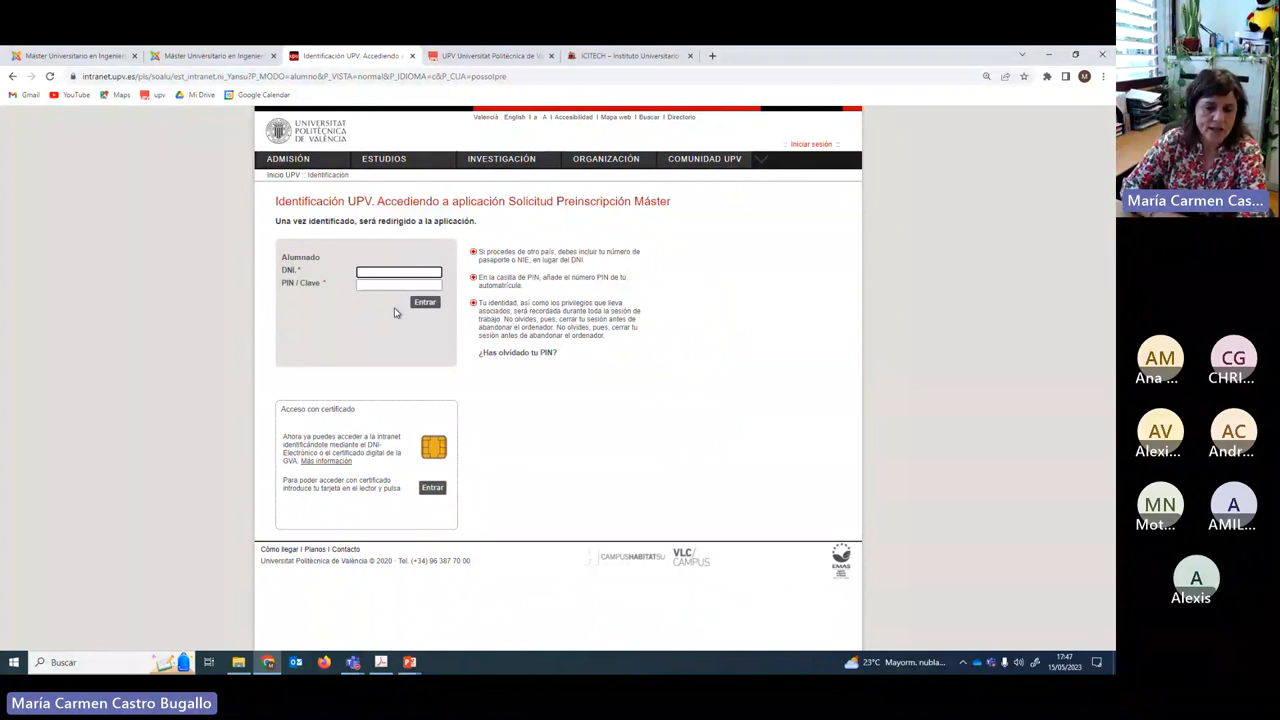 Máster Universitario en Ingenier
Máster Universitario en Ingenier
Identificación UPV. Accediendo a
UPV Universitat Politècnica de V
ICITECH – Instituto Universitario
intranet.upv.es/pls/soalu/est_intranet.ni_Yansu?P_MODO=alumno&P_VISTA=normal&P_IDIOMA=c&P_CUA=possolpre
M
Gmail
YouTube
Maps
upv
Mi Drive
Google Calendar
UNIVERSITAT
POLITÈCNICA
DE VALÈNCIA
Valencià English | a A | Accesibilidad | Mapa web | Buscar | Directorio
:: Iniciar sesión ::
ADMISIÓN
ESTUDIOS
INVESTIGACIÓN
ORGANIZACIÓN
COMUNIDAD UPV
Inicio UPV :: Identificación
Identificación UPV. Accediendo a aplicación Solicitud Preinscripción Máster
Una vez identificado, será redirigido a la aplicación.
Alumnado
DNI. *
PIN / Clave *
Entrar
Si procedes de otro país, debes incluir tu número de
pasaporte o NIE, en lugar del DNI
En la casilla de PIN, añade el número PIN de tu
automatrícula.
Tu identidad, así como los privilegios que lleva
asociados, será recordada durante toda la sesión de
trabajo. No olvides, pues, cerrar tu sesión antes de
abandonar el ordenador. No olvides, pues, cerrar tu
sesión antes de abandonar el ordenador.
¿Has olvidado tu PIN?
Acceso con certificado
Ahora ya puedes acceder a la intranet
identificándote mediante el DNI-
Electrónico o el certificado digital de la
GVA. Más información
Para poder acceder con certificado
introduce tu tarjeta en el lector y pulsa
Entrar
Cómo llegar I Planos I Contacto
Universitat Politècnica de València © 2020 · Tel. (+34) 96 387 70 00
CAMPUSHABITAT5U
VLC/
CAMPUS
EMAS
Buscar
23°C Mayorm. nubla...
17:47
15/05/2023
María Carmen Cas...
AM
Ana ...
CG
CHRI...
AV
Alexi...
AC
Andr...
MN
Mot...
A
AMIL...
A
Alexis
María Carmen Castro Bugallo